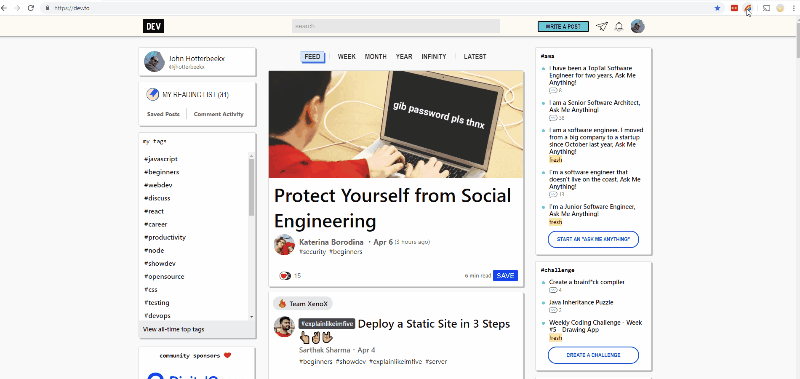 https://dev.to
DEV
search
WRITE A POST
John Hotterbeekx
@jhotterbeekx
MY READING LIST (31)
Saved Posts
Comment Activity
my tags
#javascript
#beginners
#webdev
#discuss
#react
#career
#productivity
#node
#showdev
#opensource
#css
#testing
#devops
View all-time top tags
community sponsors
FEED
WEEK
MONTH
YEAR
INFINITY
LATEST
gib password pls thnx
Protect Yourself from Social
Engineering
Katerina Borodina · Apr 6 (3 hours ago)
#security #beginners
15
6 min read
SAVE
Team XenoX
#explainlikeimfive Deploy a Static Site in 3 Steps
Sarthak Sharma · Apr 4
#beginners #showdev #explainlikeimfive #server
#ama
I have been a TopTal Software
Engineer for two years, Ask Me
Anything!
8
I am a Senior Software Architect,
Ask Me Anything!
38
I am a software engineer. I moved
from a big company to a startup
since October last year, Ask Me
Anything!
fresh
I'm a software engineer that
doesn't live on the coast, Ask Me
Anything!
I'm a Junior Software Engineer,
Ask Me Anything!
fresh
START AN "ASK ME ANYTHING"
#challenge
Create a brainf*ck compiler
4
Java Inheritance Puzzle
2
Weekly Coding Challenge - Week
#5 - Drawing App
fresh
CREATE A CHALLENGE